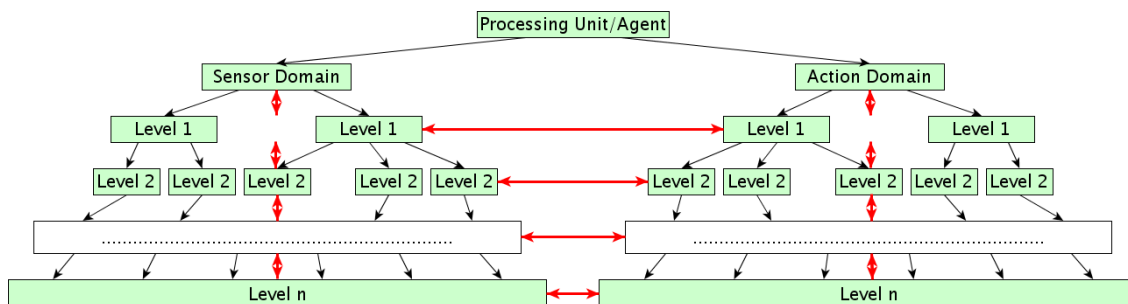 Processing Unit/Agent
Sensor Domain
Action Domain
Level 1
Level 1
Level 1
Level 1
Level 2
Level 2
Level 2
Level 2
Level 2
Level 2
Level 2
Level 2
Level 2
Level 2
...............................................................
...............................................................
Level n
Level n